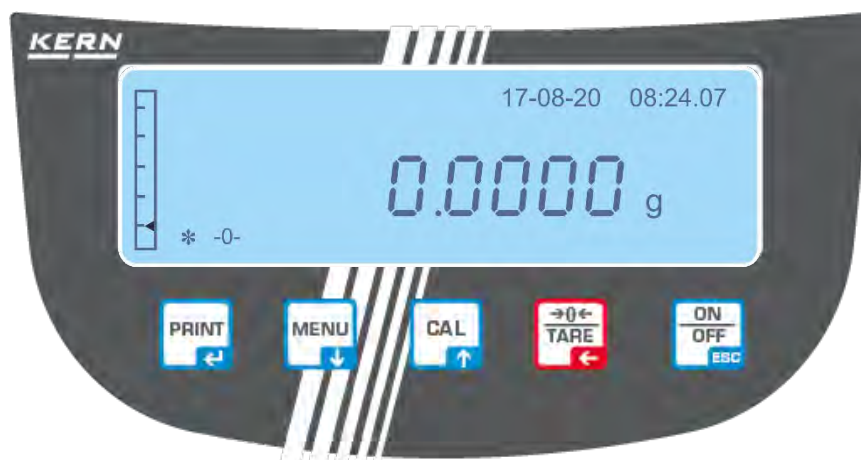 KERN
17-08-20 08:24.07
0.0000 g
✻ -0-
PRINT
MENU
CAL
→0←
TARE
ON
OFF
ESC